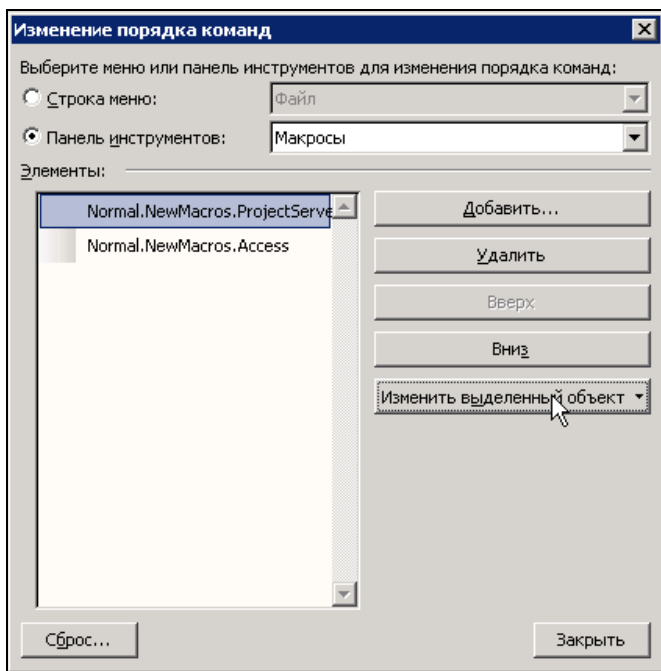 Изменение порядка команд
Выберите меню или панель инструментов для изменения порядка команд:
Строка меню:
Файл
Панель инструментов:
Макросы
Элементы:
Normal.NewMacros.ProjectServe
Normal.NewMacros.Access
Добавить...
Удалить
Вверх
Вниз
Изменить выделенный объект
Сброс...
Закрыть